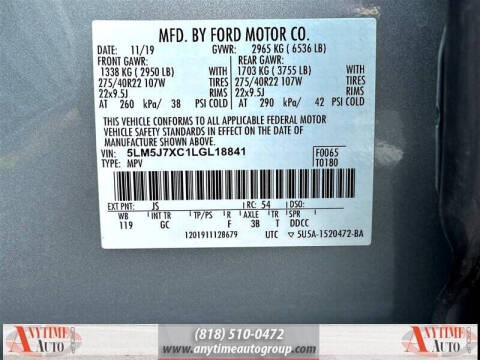 MFD. BY FORD MOTOR CO.
DATE: 11/19 GVWR: 2965 KG ( 6536 LB)
FRONT GAWR: REAR GAWR:
1338 KG ( 2950 LB) WITH 1703 KG ( 3755 LB) WITH
275/40R22 107W TIRES 275/40R22 107W TIRES
22x9.5J RIMS 22x9.5J RIMS
AT 260 kPa/ 38 PSI COLD AT 290 kPa/ 42 PSI COLD
THIS VEHICLE CONFORMS TO ALL APPLICABLE FEDERAL MOTOR
VEHICLE SAFETY AND THEFT PREVENTION STANDARDS IN EFFECT ON THE DATE OF
MANUFACTURE SHOWN ABOVE.
VIN: 5LM5J7XC1LGL18841 F0065
TYPE: MPV T0180
EXT PNT: JS RC: 54 DSO:
WB INT TR TP/PS R AXLE TR SPR
119 GC F 3B T DDCC
1201911128679 UTC 5U5A-1520472-BA
ANYTIME AUTO GROUP (818) 510-0472 ANYTIME AUTO GROUP
www.anytimeautogroup.com